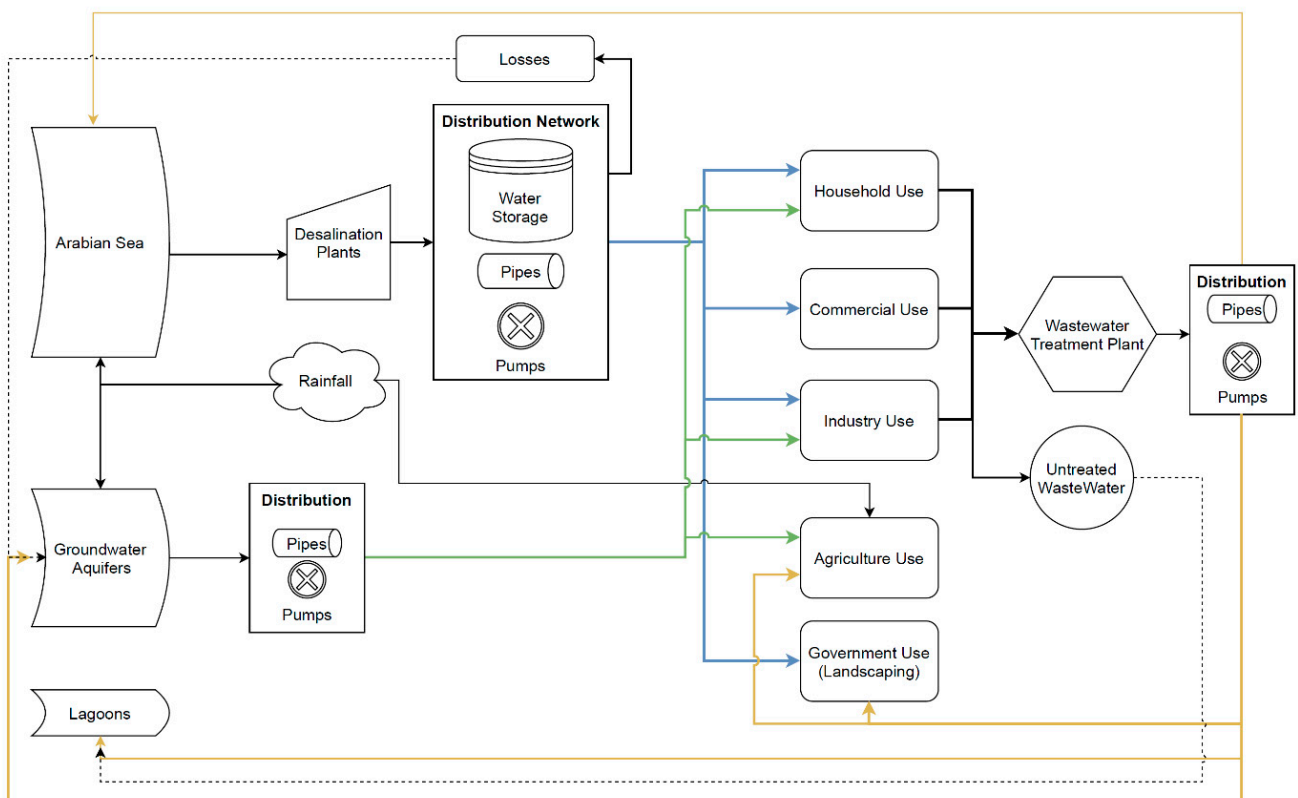 Losses
Distribution Network
Water
Storage
Pipes
Pumps
Arabian Sea
Desalination
Plants
Rainfall
Household Use
Commercial Use
Industry Use
Agriculture Use
Government Use
(Landscaping)
Wastewater
Treatment Plant
Untreated
WasteWater
Distribution
Pipes
Pumps
Groundwater
Aquifers
Distribution
Pipes
Pumps
Lagoons